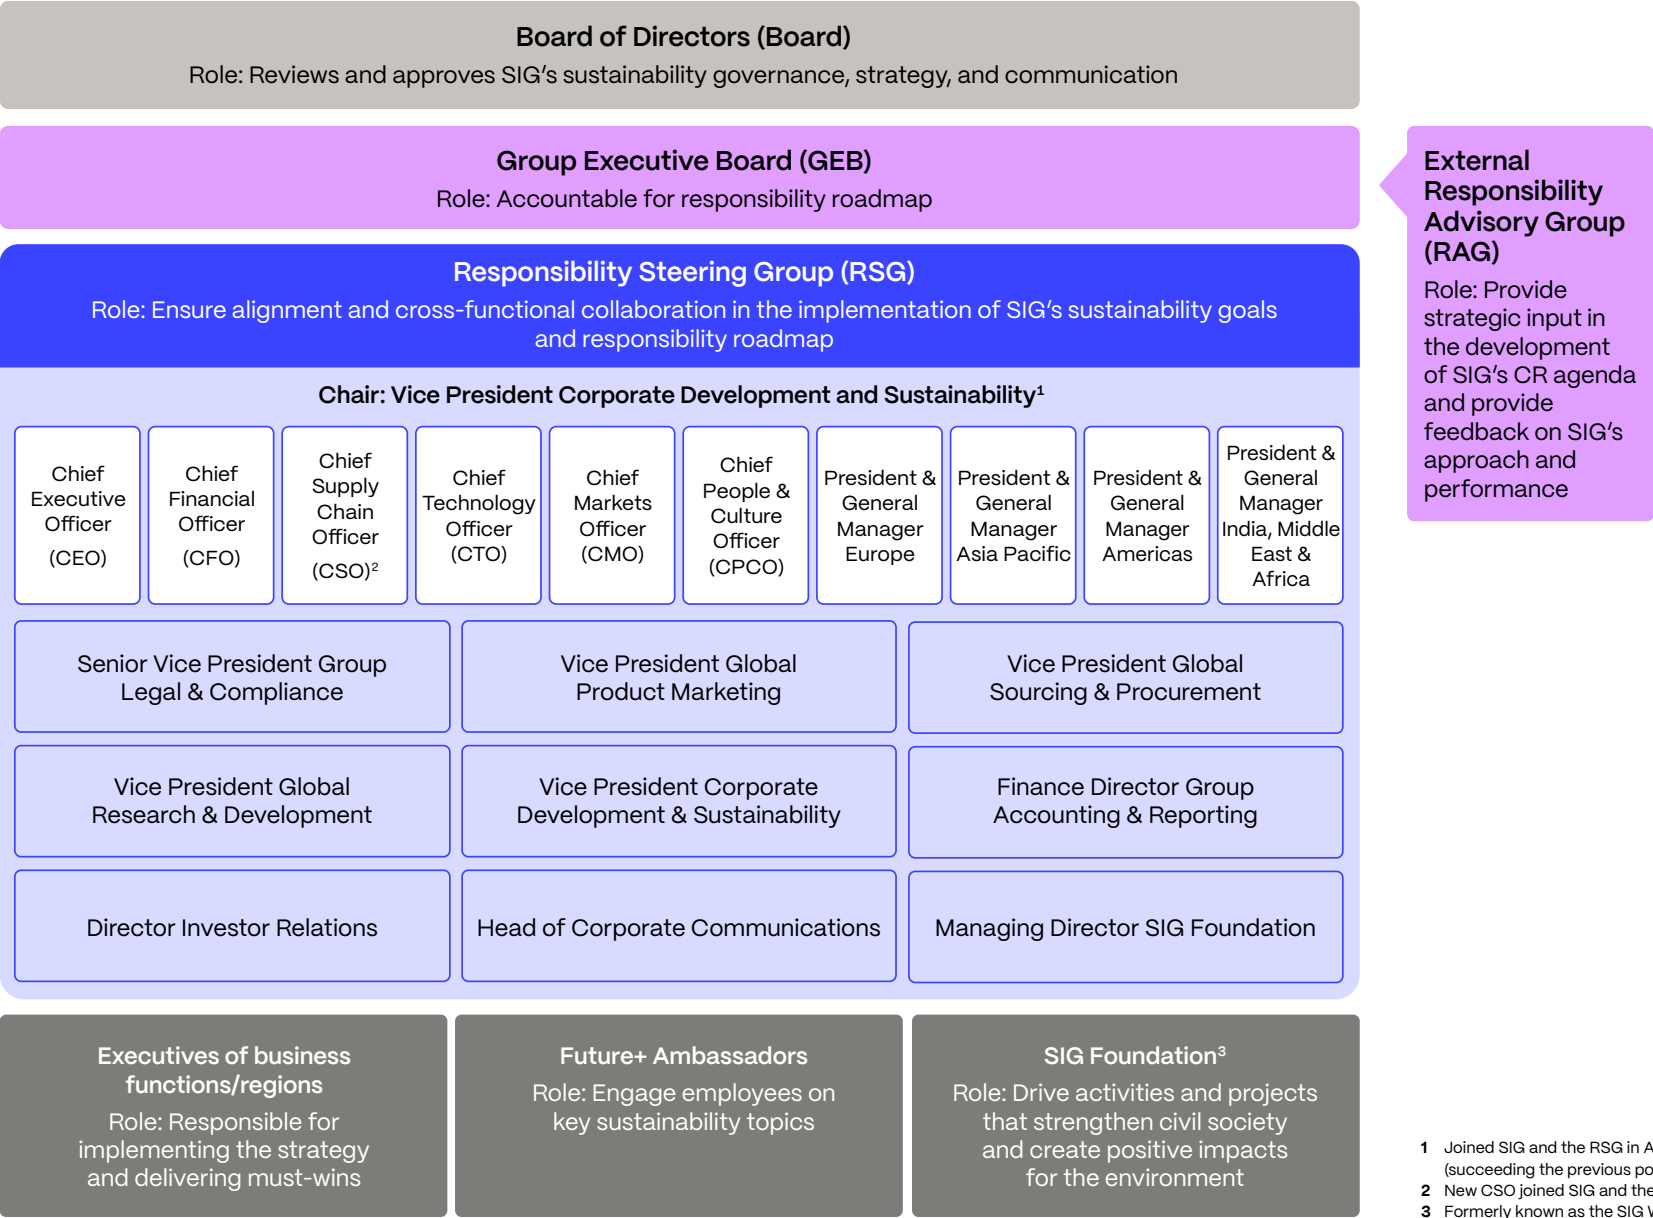 Board of Directors (Board)
Role: Reviews and approves SIG’s sustainability governance, strategy, and communication
Group Executive Board (GEB)
Role: Accountable for responsibility roadmap
External
Responsibility
Advisory Group
(RAG)
Role: Provide
strategic input in
the development
of SIG’s CR agenda
and provide
feedback on SIG’s
approach and
performance
Responsibility Steering Group (RSG)
Role: Ensure alignment and cross-functional collaboration in the implementation of SIG’s sustainability goals
and responsibility roadmap
Chair: Vice President Corporate Development and Sustainability¹
Chief
Executive
Officer
(CEO)
Chief
Financial
Officer
(CFO)
Chief
Supply
Chain
Officer
(CSO)²
Chief
Technology
Officer
(CTO)
Chief
Markets
Officer
(CMO)
Chief
People &
Culture
Officer
(CPCO)
President &
General
Manager
Europe
President &
General
Manager
Asia Pacific
President &
General
Manager
Americas
President &
General
Manager
India, Middle
East &
Africa
Senior Vice President Group
Legal & Compliance
Vice President Global
Product Marketing
Vice President Global
Sourcing & Procurement
Vice President Global
Research & Development
Vice President Corporate
Development & Sustainability
Finance Director Group
Accounting & Reporting
Director Investor Relations
Head of Corporate Communications
Managing Director SIG Foundation
Executives of business
functions/regions
Role: Responsible for
implementing the strategy
and delivering must-wins
Future+ Ambassadors
Role: Engage employees on
key sustainability topics
SIG Foundation³
Role: Drive activities and projects
that strengthen civil society
and create positive impacts
for the environment
1 Joined SIG and the RSG in
(succeeding the previous
2 New CSO joined SIG and the
3 Formerly known as the SIG